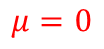 μ = 0